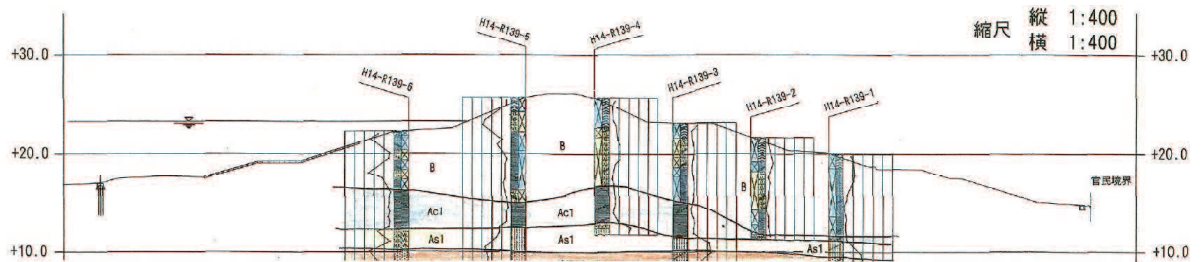 縮尺 縦 1:400
横 1:400
H14-R139-5
H14-R139-4
H14-R139-6
H14-R139-3
H14-R139-2
H14-R139-1
+30.0
+30.0
+20.0
+20.0
+10.0
+10.0
B
B
B
Ac1
Ac1
As1
As1
As1
官民境界